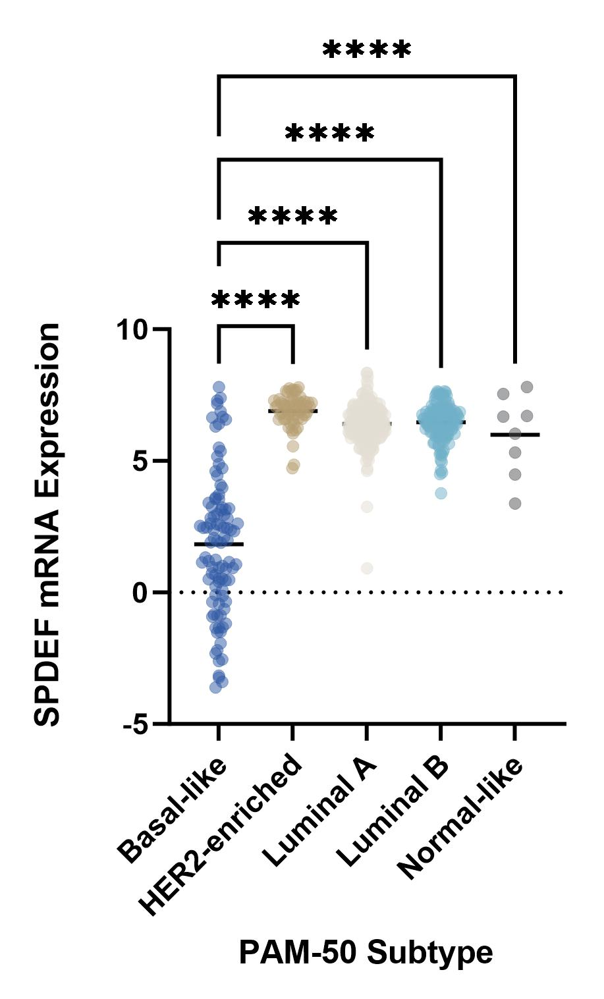 ****
****
****
****
SPDEF mRNA Expression
10
5
0
-5
Basal-like
HER2-enriched
Luminal A
Luminal B
Normal-like
PAM-50 Subtype